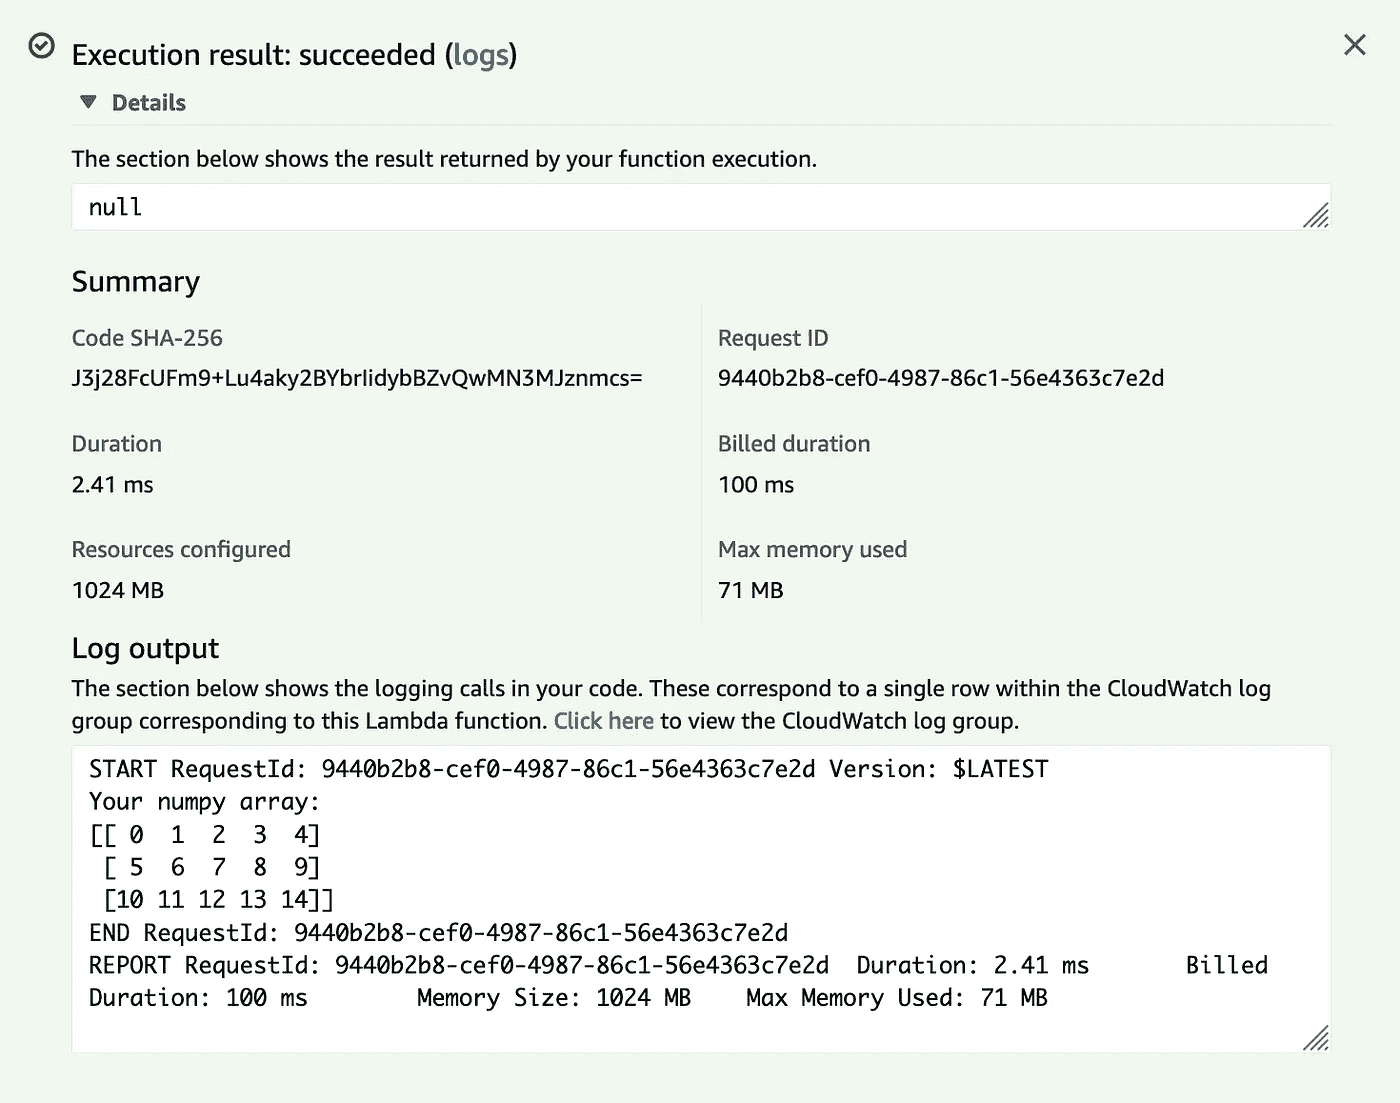 Execution result: succeeded (logs)
Details
The section below shows the result returned by your function execution.
null
Summary
Code SHA-256
J3j28FcUFm9+Lu4aky2BYbrIidybBZvQwMN3MJznmcs=
Request ID
9440b2b8-cef0-4987-86c1-56e4363c7e2d
Duration
2.41 ms
Billed duration
100 ms
Resources configured
1024 MB
Max memory used
71 MB
Log output
The section below shows the logging calls in your code. These correspond to a single row within the CloudWatch log
group corresponding to this Lambda function. Click here to view the CloudWatch log group.
START RequestId: 9440b2b8-cef0-4987-86c1-56e4363c7e2d Version: $LATEST
Your numpy array:
[[ 0  1  2  3  4]
 [ 5  6  7  8  9]
 [10 11 12 13 14]]
END RequestId: 9440b2b8-cef0-4987-86c1-56e4363c7e2d
REPORT RequestId: 9440b2b8-cef0-4987-86c1-56e4363c7e2d  Duration: 2.41 ms       Billed
Duration: 100 ms        Memory Size: 1024 MB    Max Memory Used: 71 MB